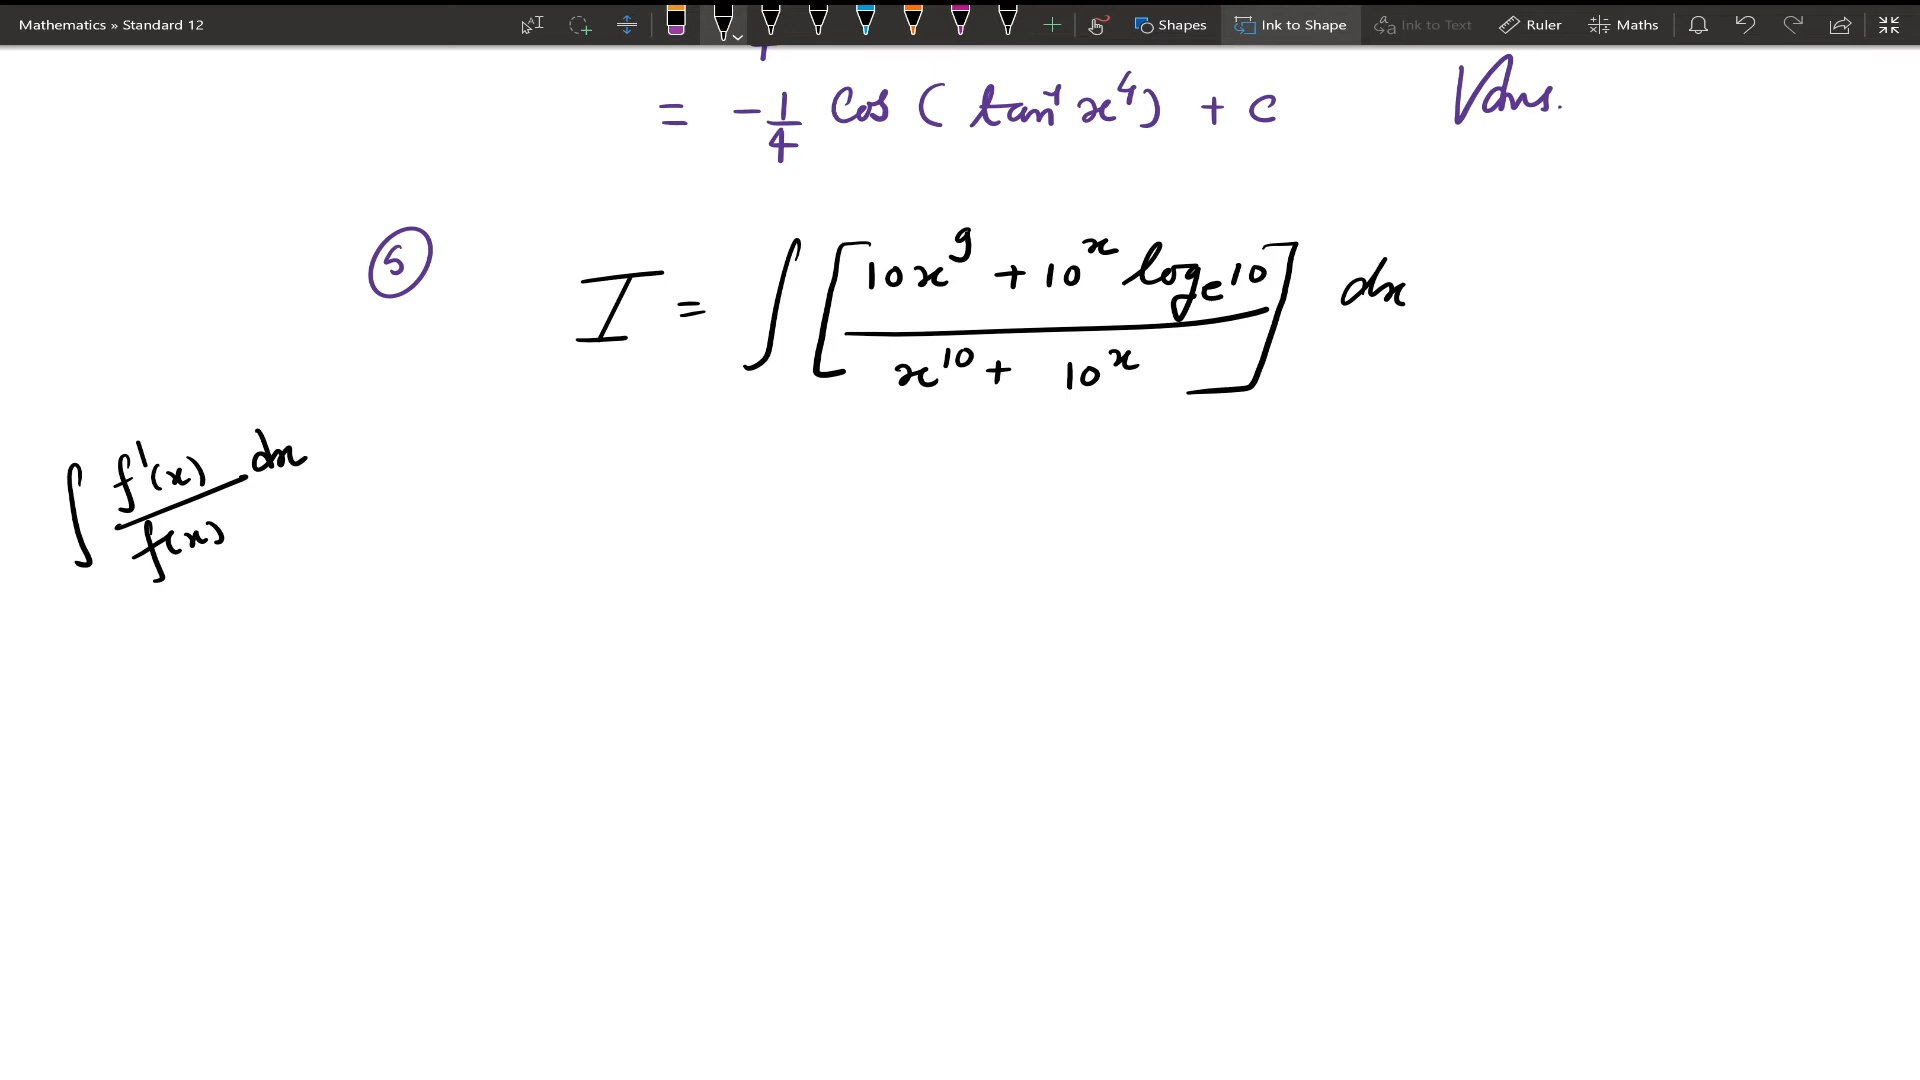 Mathematics » Standard 12
Shapes Ink to Shape Ink to Text Ruler Maths
= -1/4 Cos ( tan⁻¹ x⁴) + c Ans.
5 I = ∫ [ (10x⁹ + 10ˣ logₑ10) / (x¹⁰ + 10ˣ) ] dx
∫ f'(x) / f(x) dx